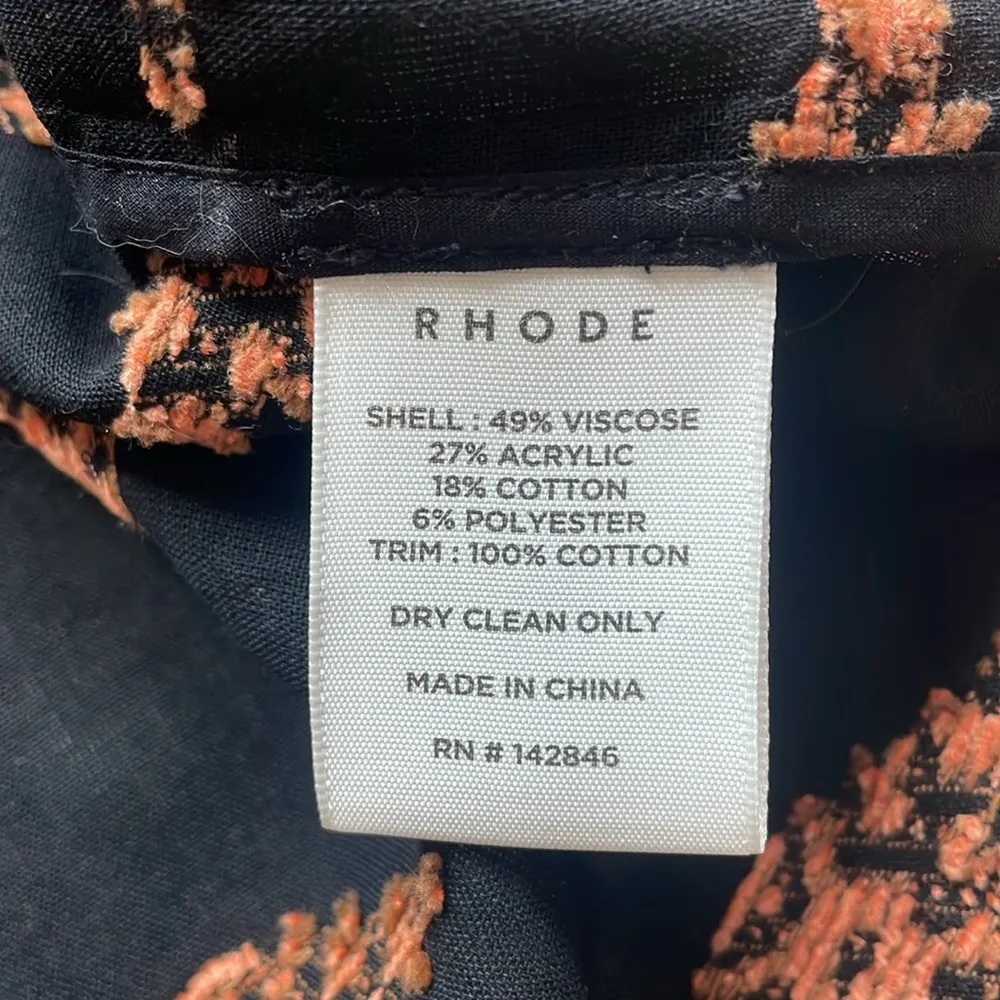 RHODE
SHELL : 49% VISCOSE
27% ACRYLIC
18% COTTON
6% POLYESTER
TRIM : 100% COTTON
DRY CLEAN ONLY
MADE IN CHINA
RN # 142846